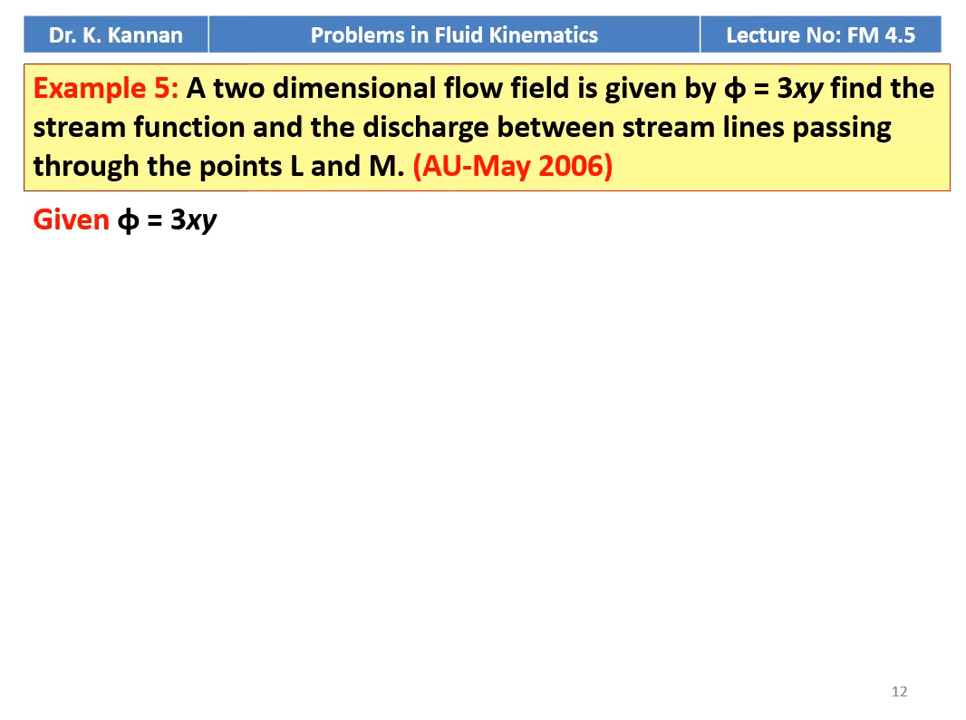 Dr. K. Kannan Problems in Fluid Kinematics Lecture No: FM 4.5
Example 5: A two dimensional flow field is given by ϕ = 3xy find the
stream function and the discharge between stream lines passing
through the points L and M. (AU-May 2006)
Given ϕ = 3xy
12